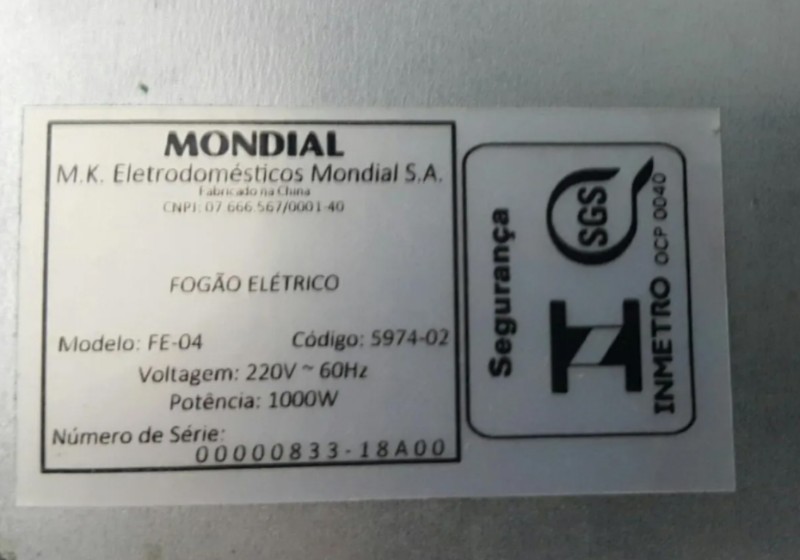 MONDIAL
M.K. Eletrodomésticos Mondial S.A.
Fabricado na China
CNPJ: 07 666 567/0001-40
FOGÃO ELÉTRICO
Modelo: FE-04 Código: 5974-02
Voltagem: 220V ~ 60Hz
Potência: 1000W
Número de Série:
00000833-18A00
Segurança
SGS
INMETRO OCP 0040